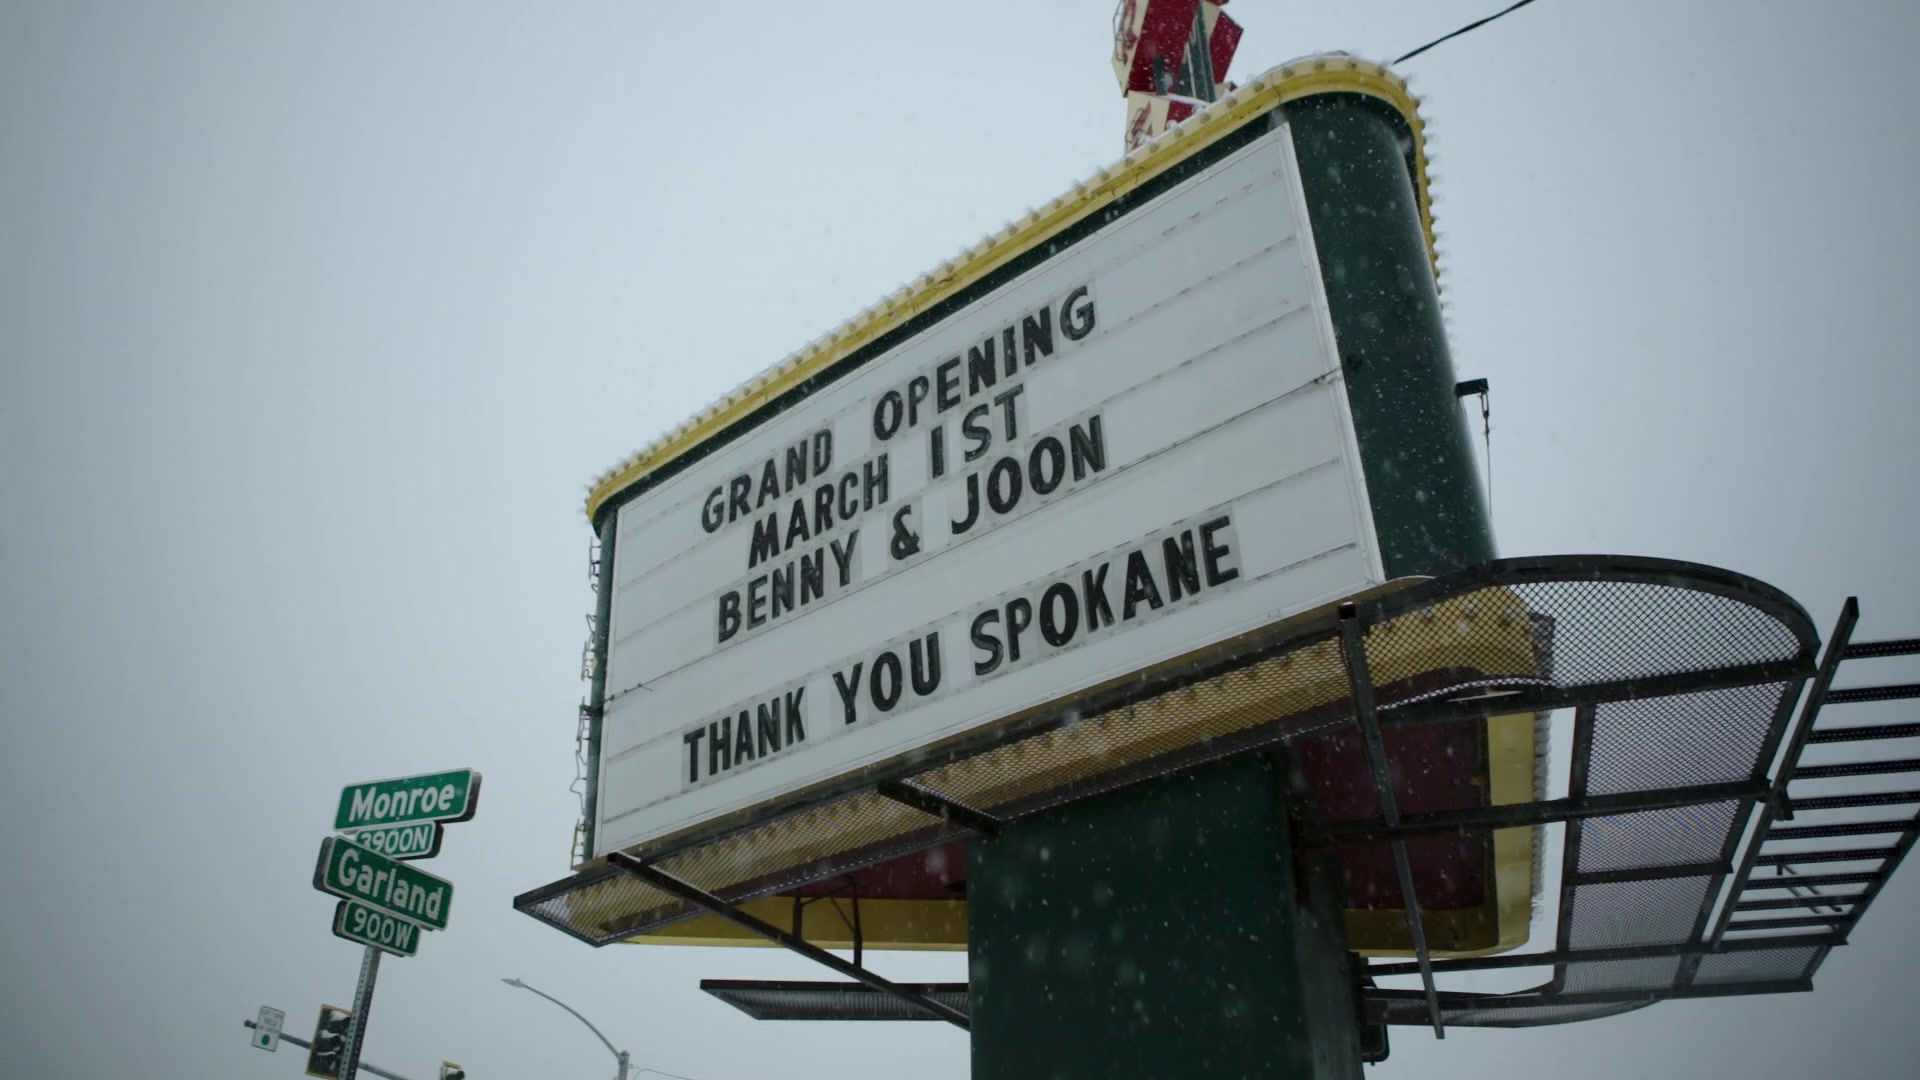 GRAND OPENING
MARCH 1ST
BENNY & JOON
THANK YOU SPOKANE
Monroe
3900N
Garland
900W